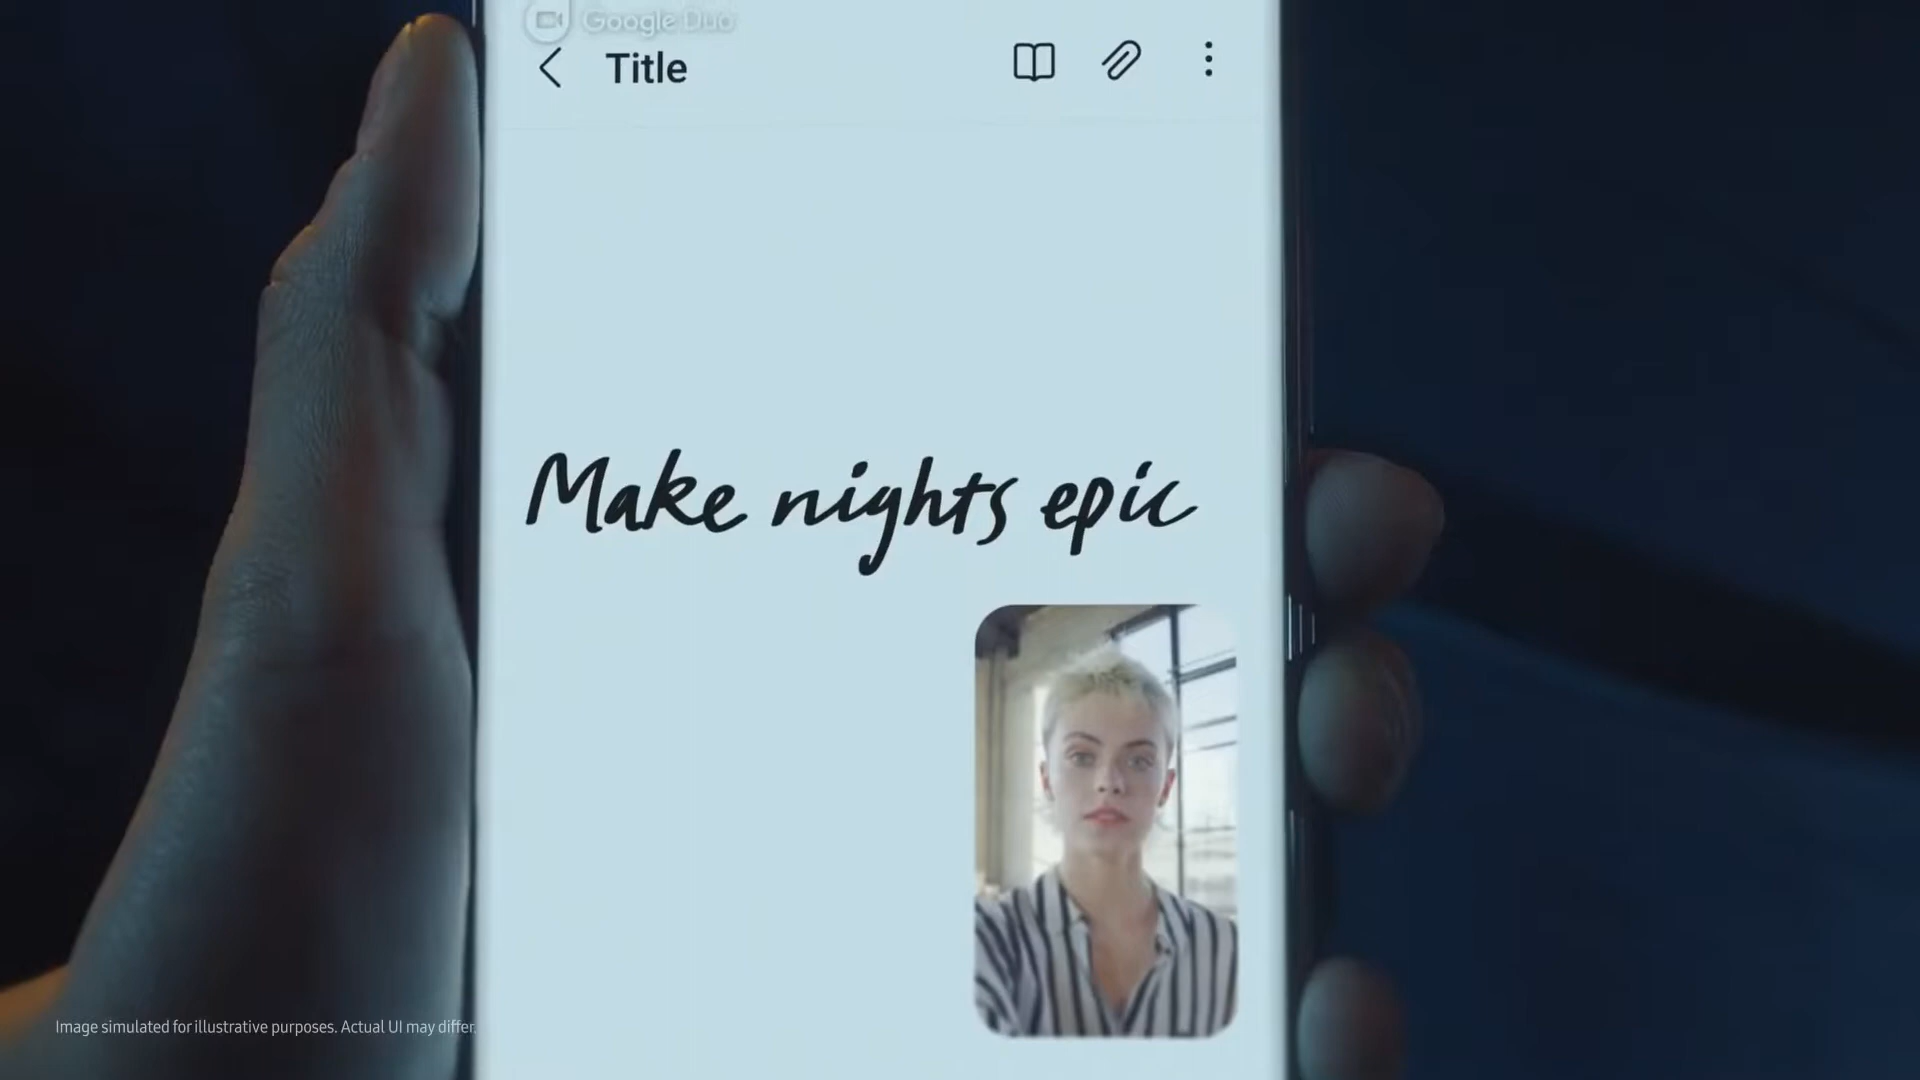 Google Duo
Title
Make nights epic
Image simulated for illustrative purposes. Actual UI may differ.